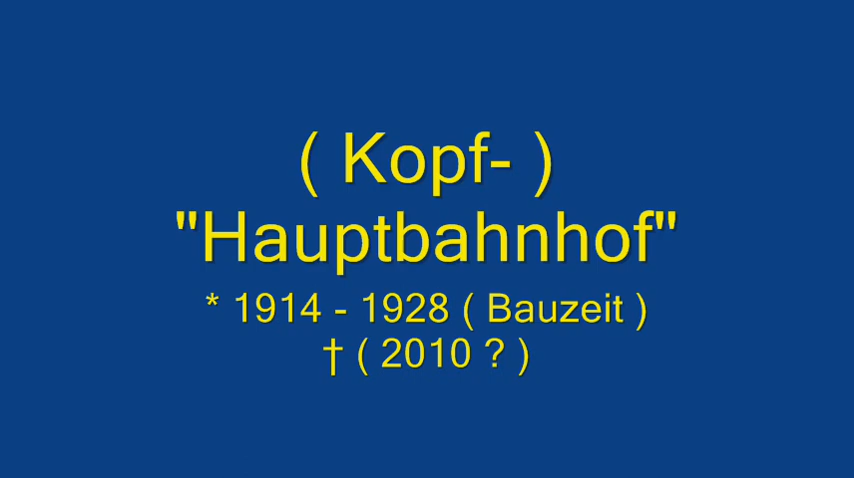 ( Kopf- )
"Hauptbahnhof"
* 1914 - 1928 ( Bauzeit )
† ( 2010 ? )